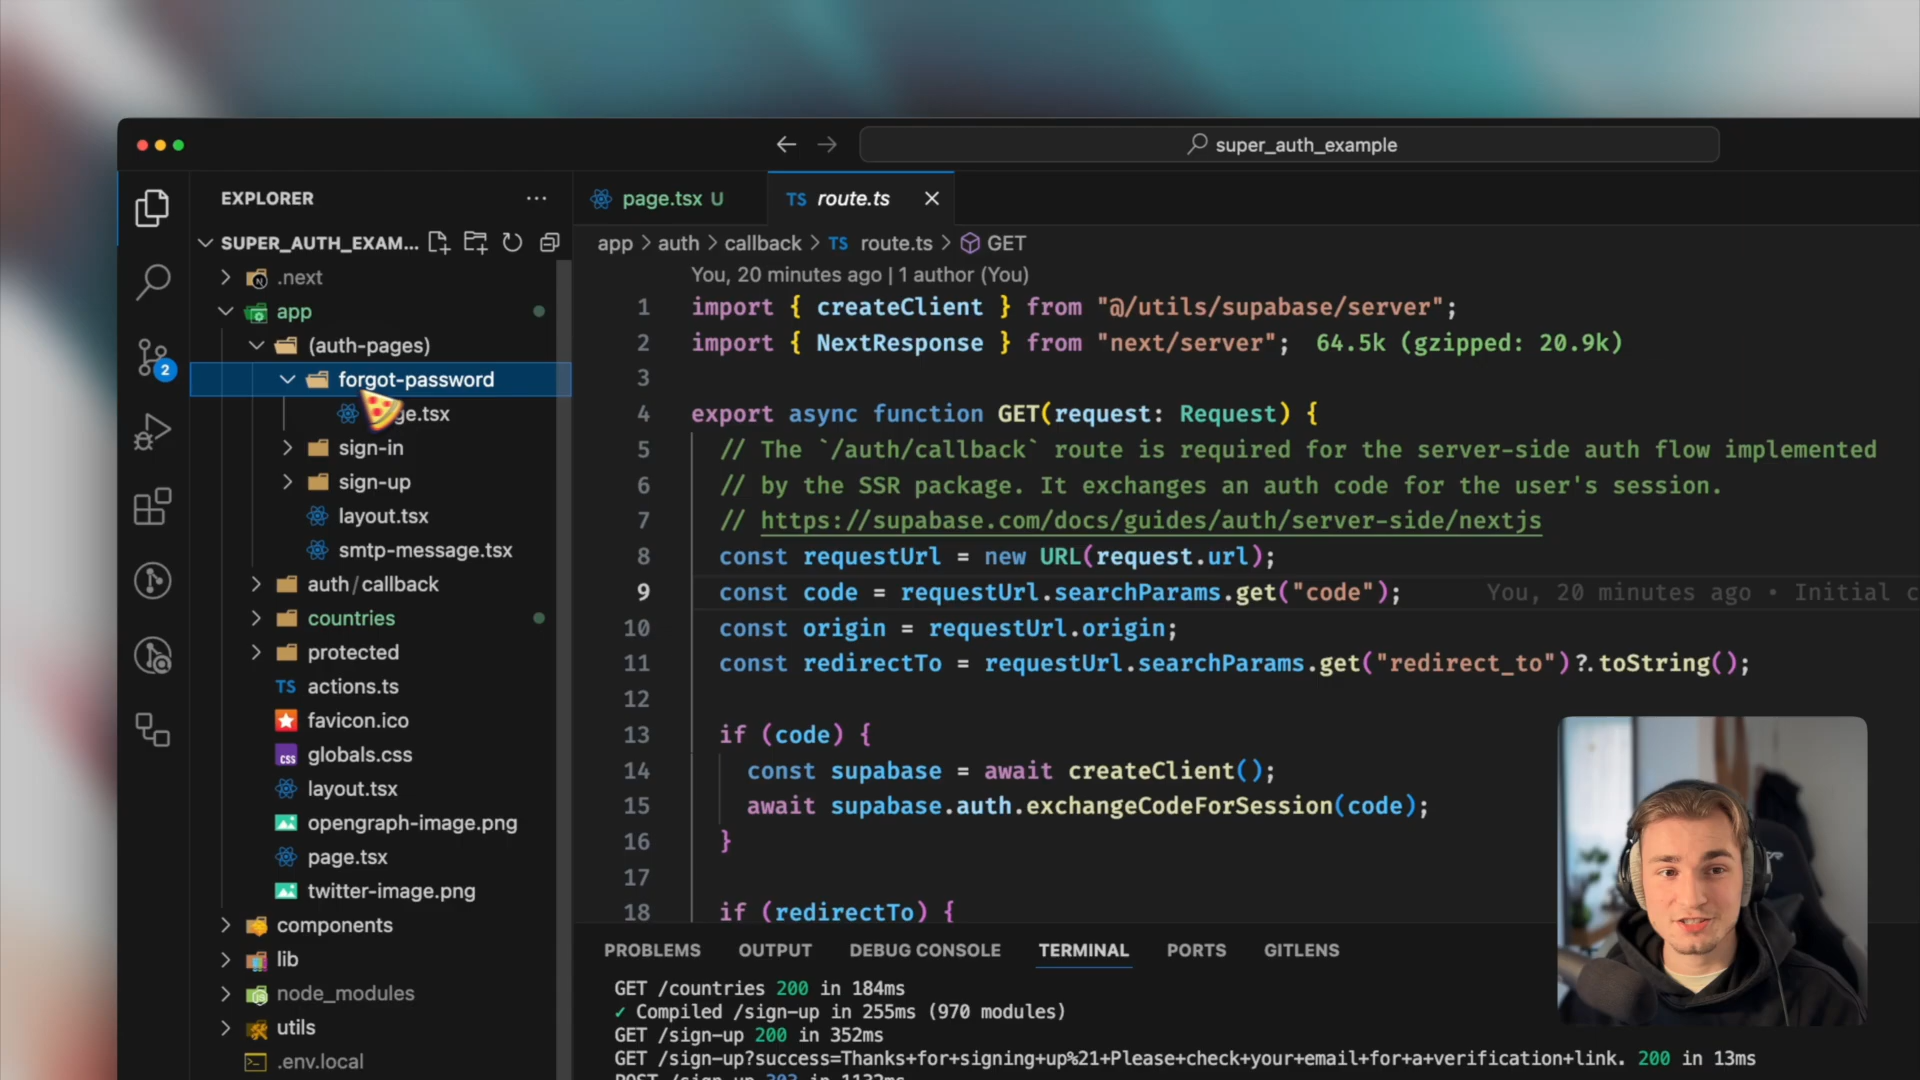 super_auth_example
EXPLORER
SUPER_AUTH_EXAM...
.next
app
(auth-pages)
forgot-password
ge.tsx
sign-in
sign-up
layout.tsx
smtp-message.tsx
auth/callback
countries
protected
TS actions.ts
favicon.ico
css globals.css
layout.tsx
opengraph-image.png
page.tsx
twitter-image.png
components
lib
node_modules
utils
.env.local
2
page.tsx U
TS route.ts
app > auth > callback > TS route.ts > GET
You, 20 minutes ago | 1 author (You)
1 import { createClient } from "@/utils/supabase/server";
2 import { NextResponse } from "next/server"; 64.5k (gzipped: 20.9k)
3
4 export async function GET(request: Request) {
5 // The `/auth/callback` route is required for the server-side auth flow implemented
6 // by the SSR package. It exchanges an auth code for the user's session.
7 // https://supabase.com/docs/guides/auth/server-side/nextjs
8 const requestUrl = new URL(request.url);
9 const code = requestUrl.searchParams.get("code"); You, 20 minutes ago • Initial c
10 const origin = requestUrl.origin;
11 const redirectTo = requestUrl.searchParams.get("redirect_to")?.toString();
12
13 if (code) {
14 const supabase = await createClient();
15 await supabase.auth.exchangeCodeForSession(code);
16 }
17
18 if (redirectTo) {
PROBLEMS OUTPUT DEBUG CONSOLE TERMINAL PORTS GITLENS
GET /countries 200 in 184ms
✓ Compiled /sign-up in 255ms (970 modules)
GET /sign-up 200 in 352ms
GET /sign-up?success=Thanks+for+signing+up%21+Please+check+your+email+for+a+verification+link. 200 in 13ms
POST /sign-up 303 in 1132ms